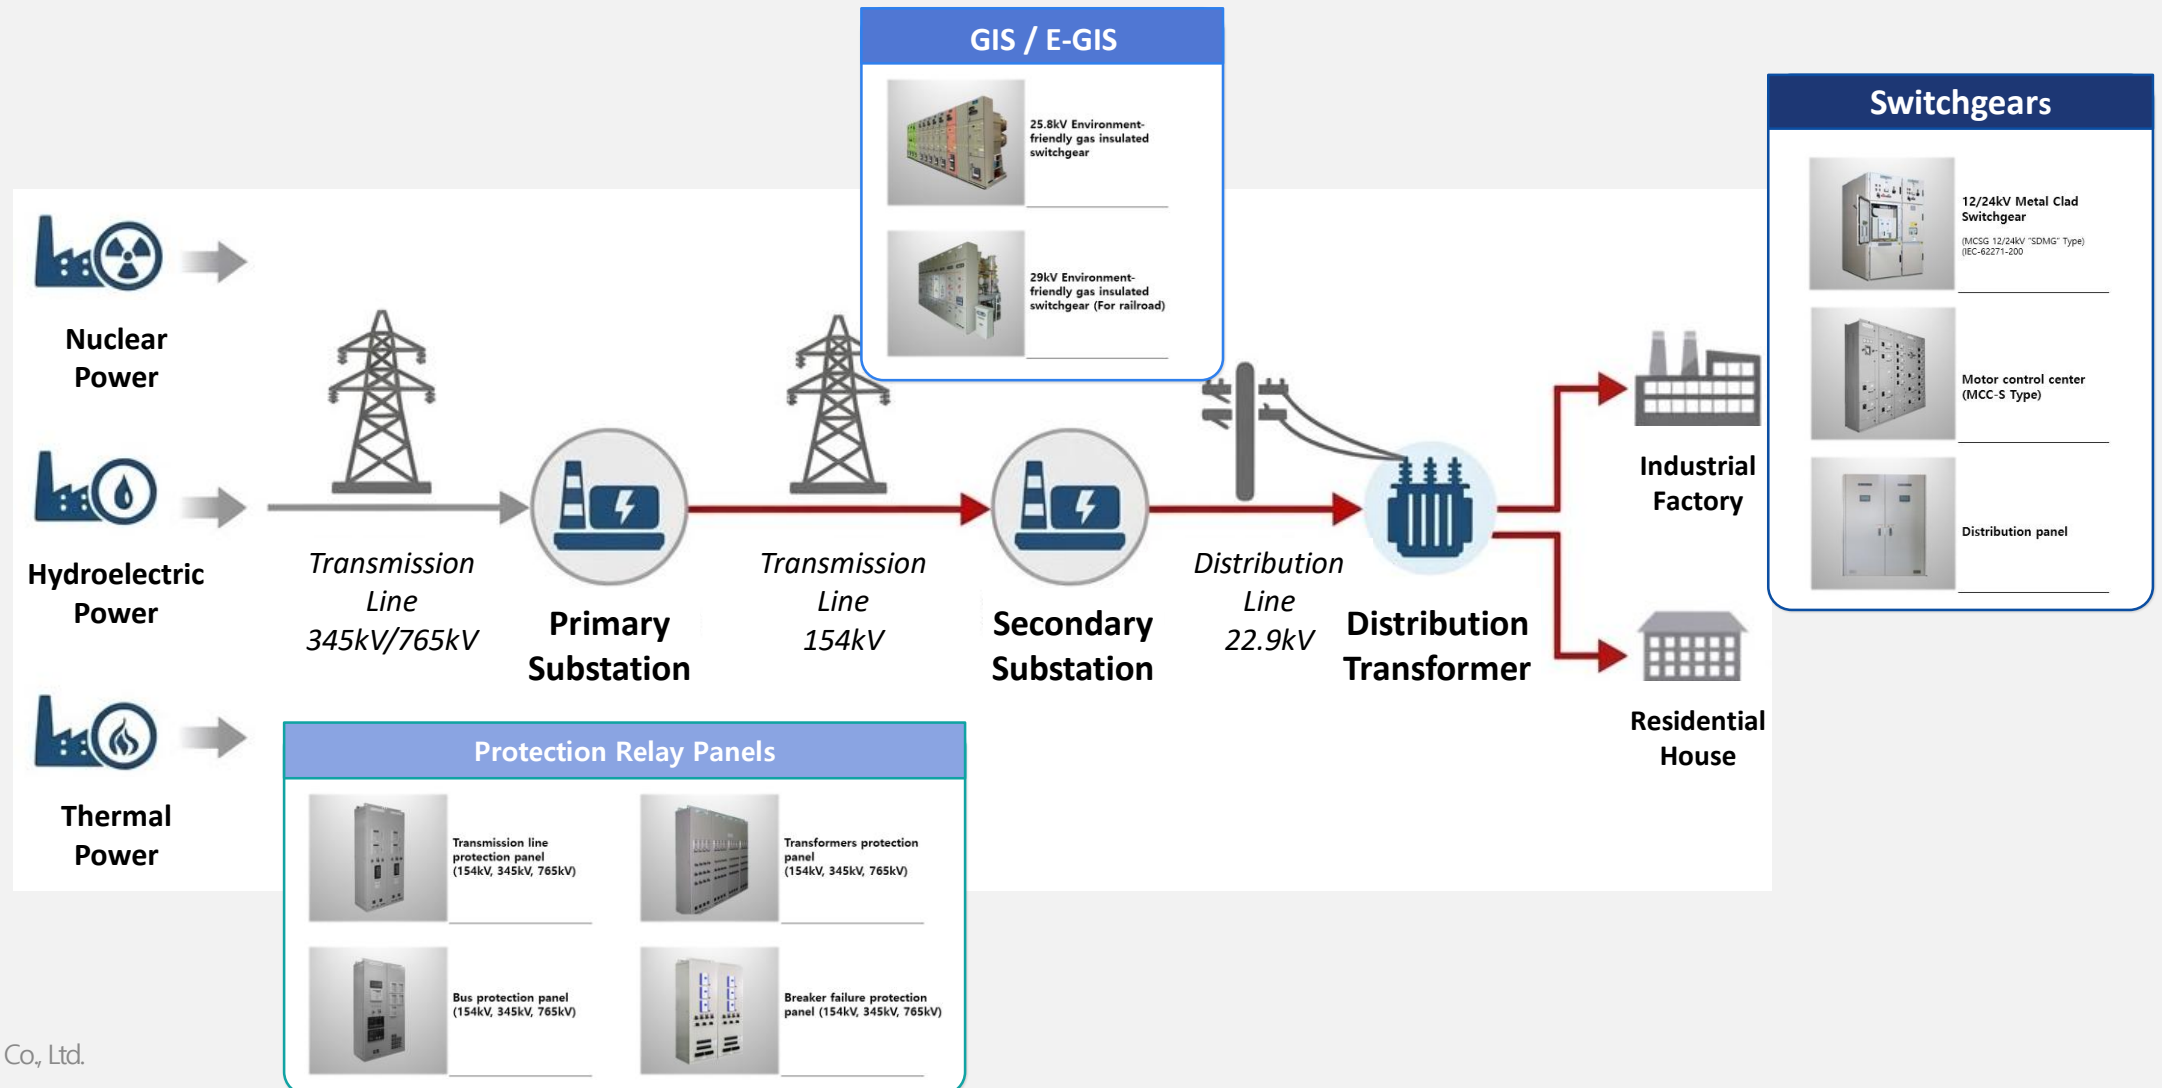 GIS / E-GIS
25.8kV Environment-
friendly gas insulated
switchgear
29kV Environment-
friendly gas insulated
switchgear (For railroad)
Switchgears
12/24kV Metal Clad
Switchgear
(MCSG 12/24kV "SDMG" Type)
(IEC-62271-200
Motor control center
(MCC-S Type)
Distribution panel
Nuclear
Power
Hydroelectric
Power
Thermal
Power
Transmission
Line
345kV/765kV
Primary
Substation
Transmission
Line
154kV
Secondary
Substation
Distribution
Line
22.9kV
Distribution
Transformer
Industrial
Factory
Residential
House
Protection Relay Panels
Transmission line
protection panel
(154kV, 345kV, 765kV)
Transformers protection
panel
(154kV, 345kV, 765kV)
Bus protection panel
(154kV, 345kV, 765kV)
Breaker failure protection
panel (154kV, 345kV, 765kV)
Co., Ltd.